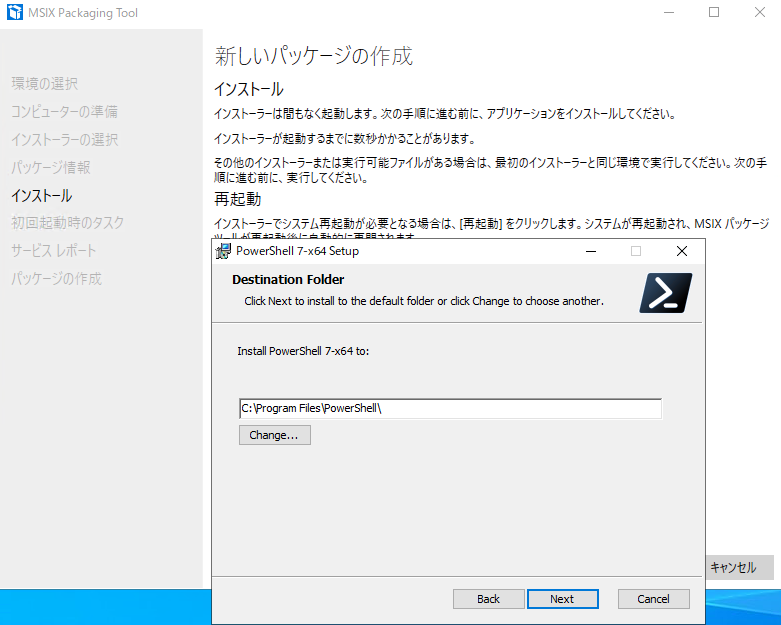 MSIX Packaging Tool
環境の選択
コンピューターの準備
インストーラーの選択
パッケージ情報
インストール
初回起動時のタスク
サービス レポート
パッケージの作成
新しいパッケージの作成
インストール
インストーラーは間もなく起動します。次の手順に進む前に、アプリケーションをインストールしてください。
インストーラーが起動するまでに数秒かかることがあります。
その他のインストーラーまたは実行可能ファイルがある場合は、最初のインストーラーと同じ環境で実行してください。次の手
順に進む前に、実行してください。
再起動
インストーラーでシステム再起動が必要となる場合は、[再起動] をクリックします。システムが再起動され、MSIX パッケージ
PowerShell 7-x64 Setup
Destination Folder
Click Next to install to the default folder or click Change to choose another.
Install PowerShell 7-x64 to:
C:\Program Files\PowerShell\
Change...
Back
Next
Cancel
キャンセル